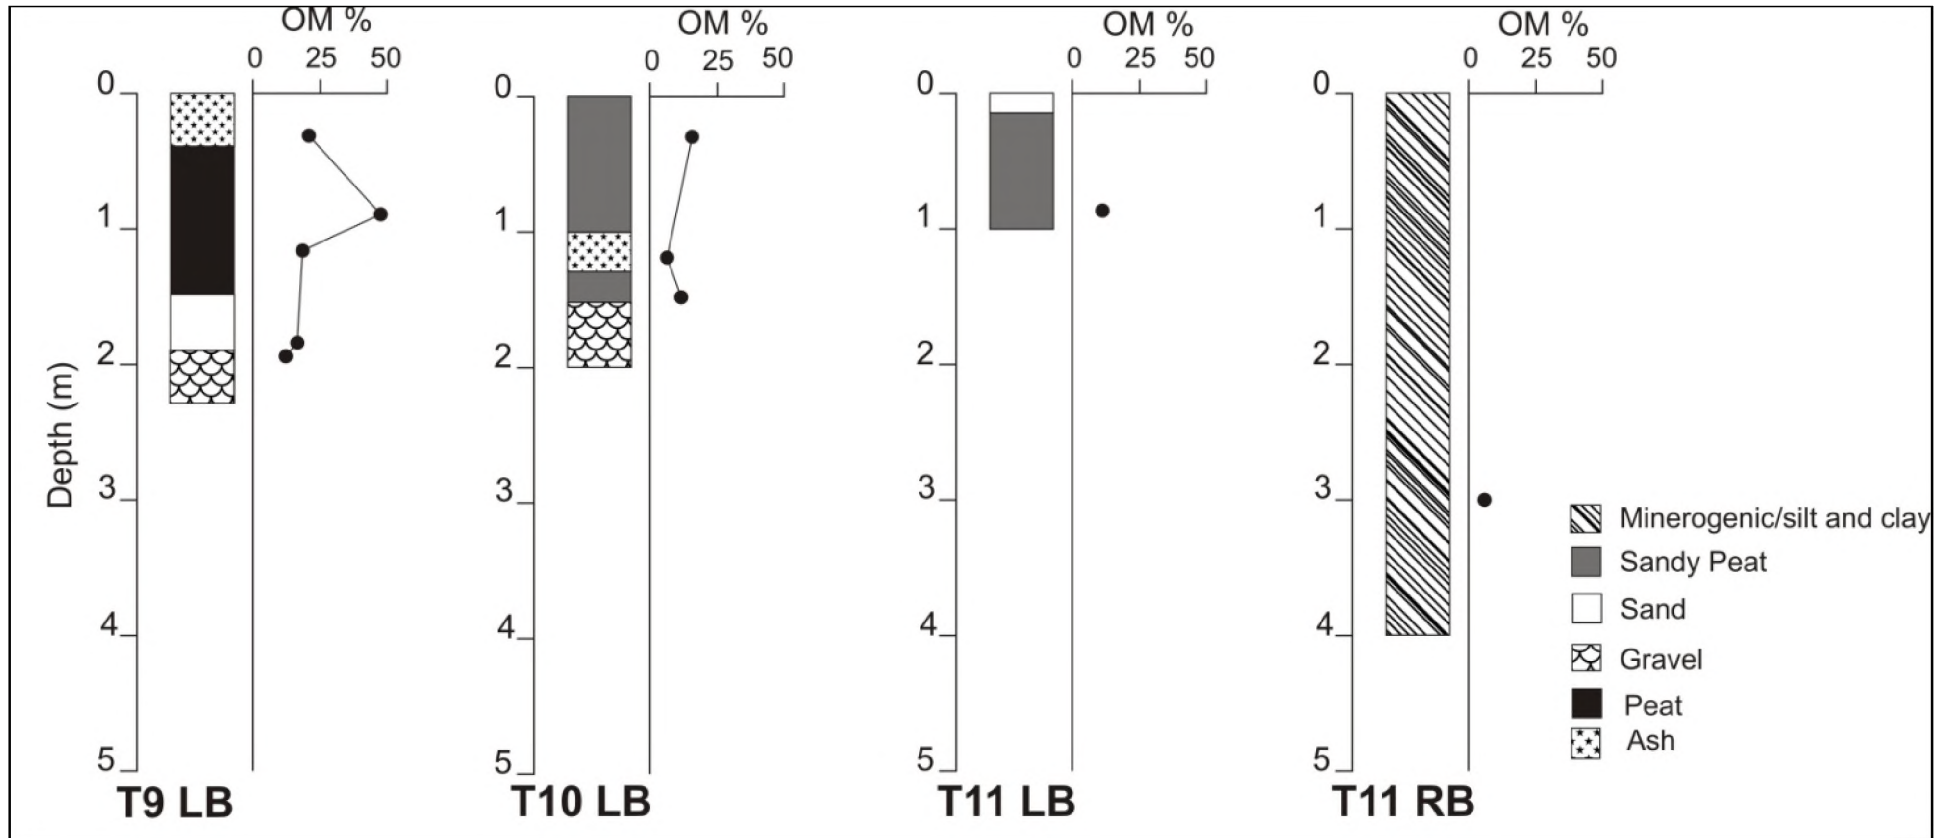 OM %
0 25 50
0
1
2
3
4
5
T9 LB
OM %
0 25 50
0
1
2
3
4
5
T10 LB
OM %
0 25 50
0
1
2
3
4
5
T11 LB
OM %
0 25 50
0
1
2
3
4
5
T11 RB
Depth (m)
Minerogenic/silt and clay
Sandy Peat
Sand
Gravel
Peat
Ash